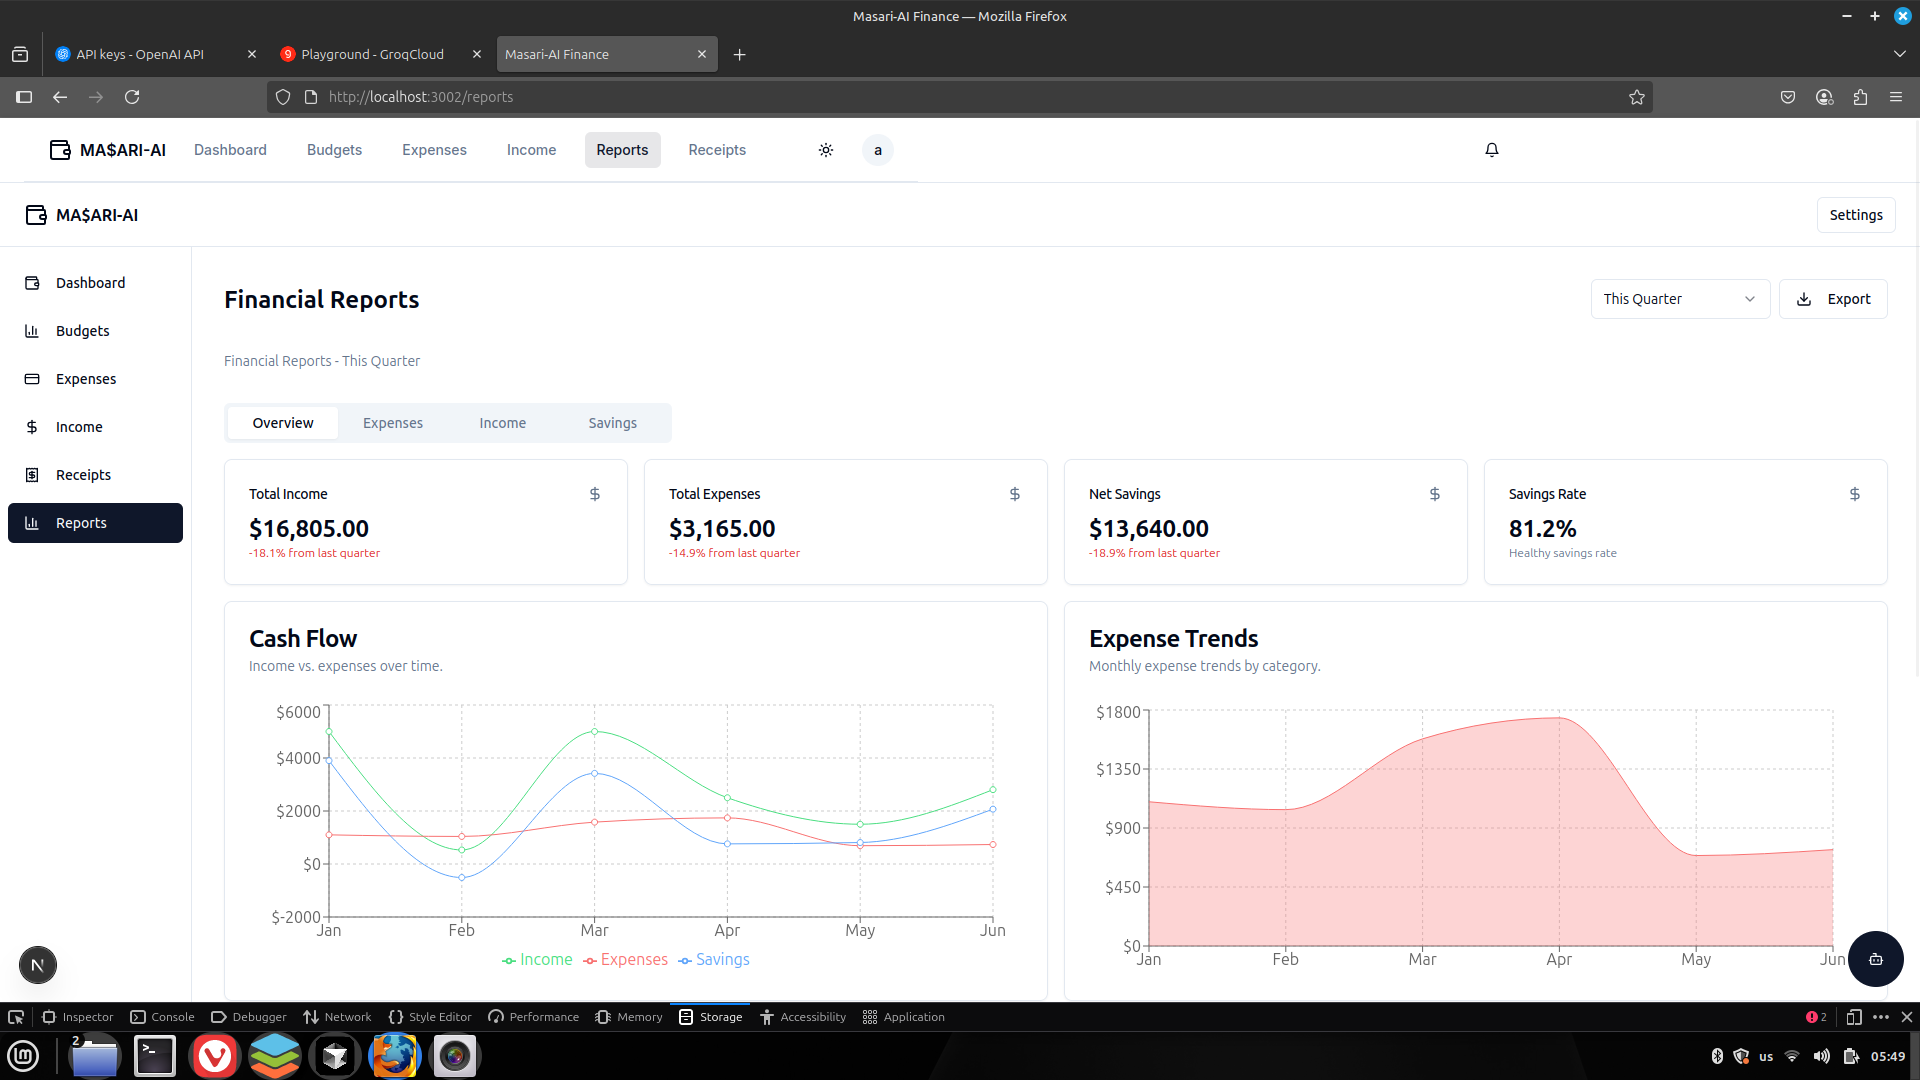 Masari-AI Finance — Mozilla Firefox
API keys - OpenAI API
Playground - GroqCloud
Masari-AI Finance
http://localhost:3002/reports
MA$ARI-AI Dashboard Budgets Expenses Income Reports Receipts a
MA$ARI-AI
Settings
Dashboard
Budgets
Expenses
Income
Receipts
Reports
Financial Reports
This Quarter
Export
Financial Reports - This Quarter
Overview Expenses Income Savings
Total Income $
$16,805.00
-18.1% from last quarter
Total Expenses $
$3,165.00
-14.9% from last quarter
Net Savings $
$13,640.00
-18.9% from last quarter
Savings Rate $
81.2%
Healthy savings rate
Cash Flow
Income vs. expenses over time.
$6000
$4000
$2000
$0
$-2000
Jan Feb Mar Apr May Jun
Income Expenses Savings
Expense Trends
Monthly expense trends by category.
$1800
$1350
$900
$450
$0
Jan Feb Mar Apr May Jun
N
Inspector Console Debugger Network Style Editor Performance Memory Storage Accessibility Application 2
2
us 05:49